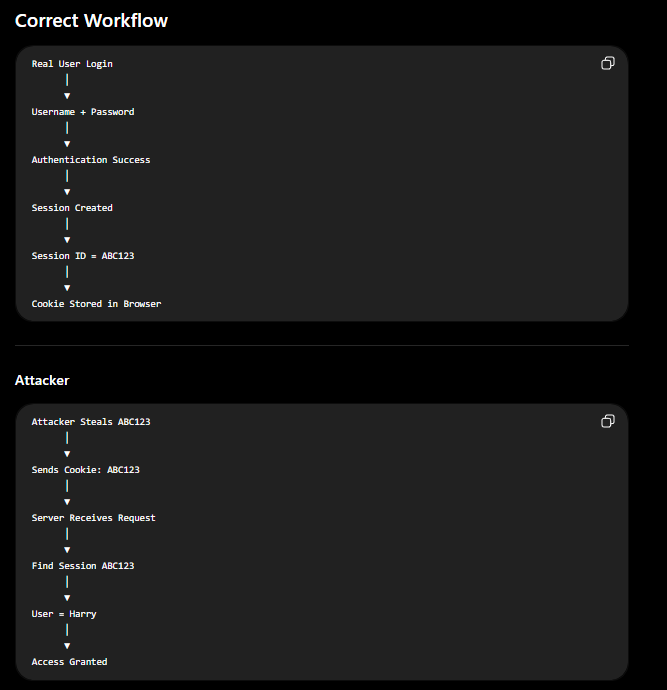 Correct Workflow
Real User Login
│
▼
Username + Password
│
▼
Authentication Success
│
▼
Session Created
│
▼
Session ID = ABC123
│
▼
Cookie Stored in Browser
Attacker
Attacker Steals ABC123
│
▼
Sends Cookie: ABC123
│
▼
Server Receives Request
│
▼
Find Session ABC123
│
▼
User = Harry
│
▼
Access Granted